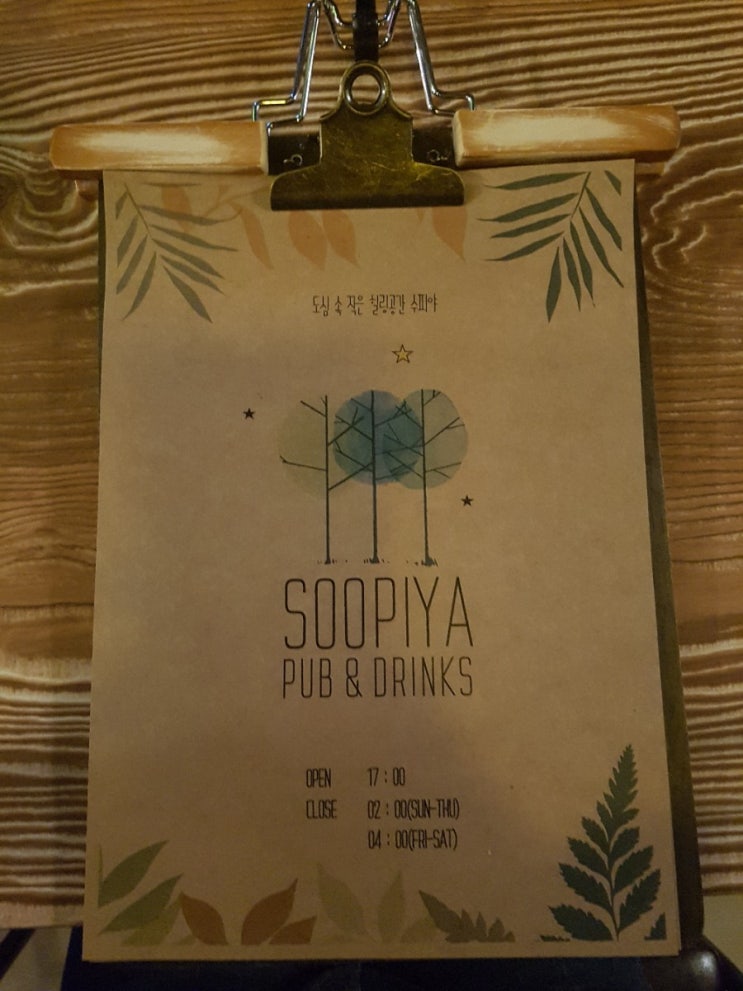 도심 속 작은 힐링공간 수피야
SOOPIYA
PUB & DRINKS
OPEN 17 : 00
CLOSE 02 : 00(SUN-THU)
04 : 00(FRI-SAT)